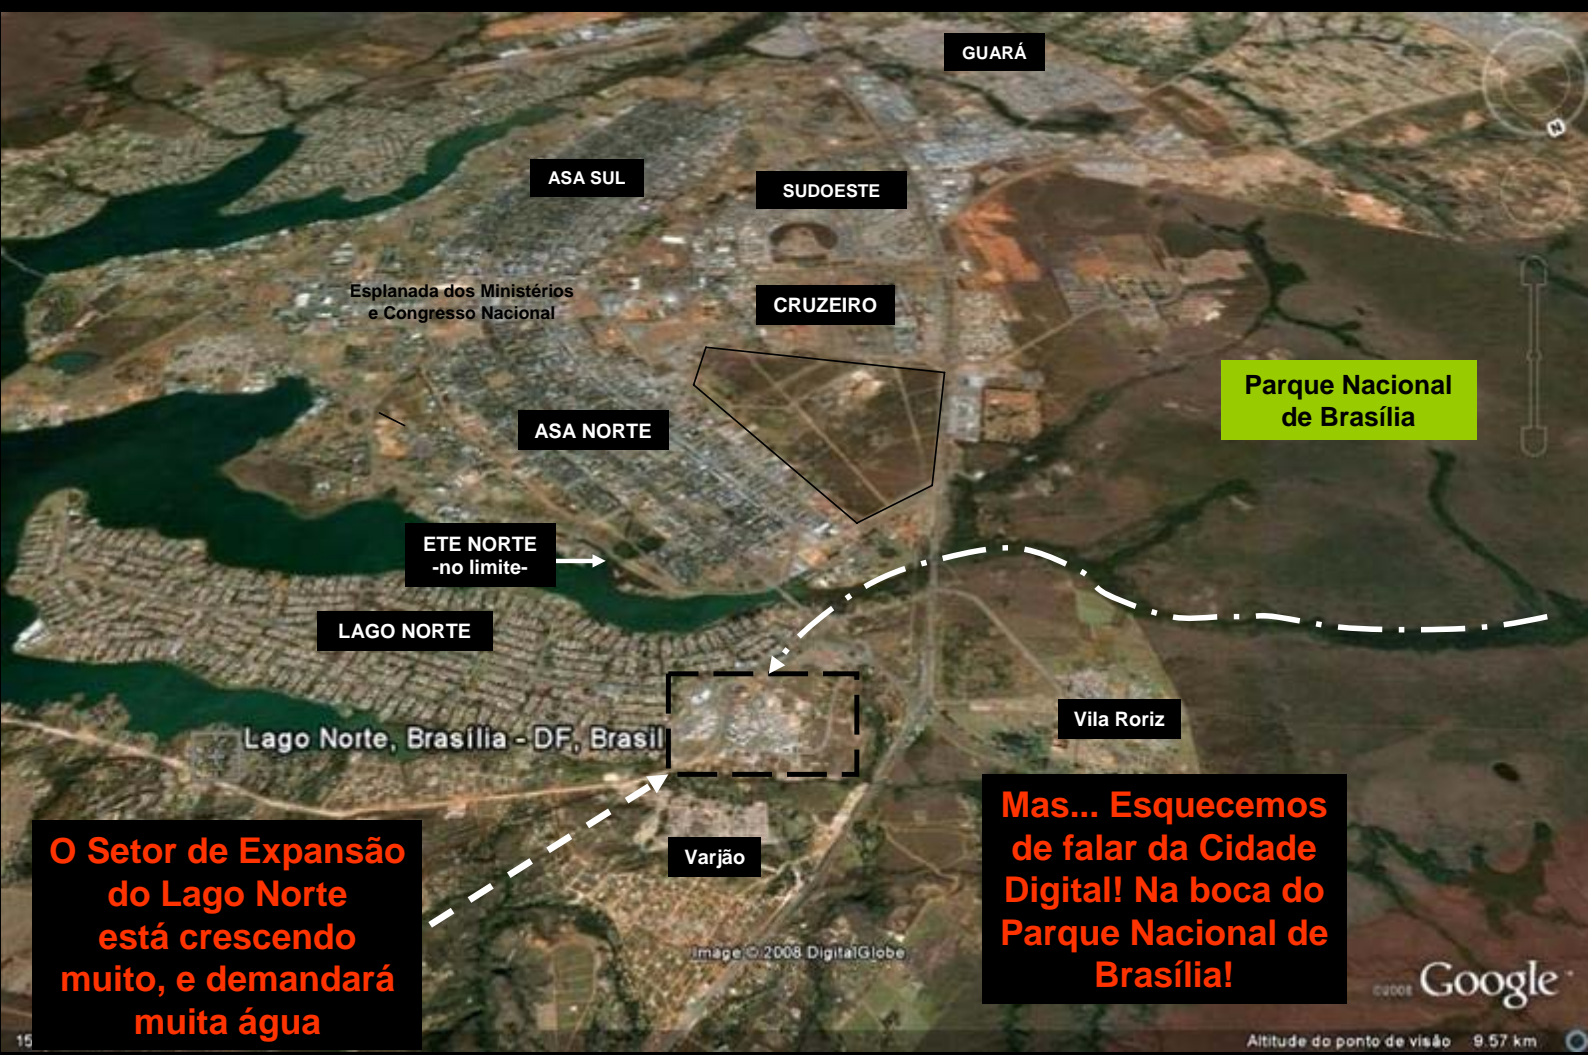 GUARÁ
N
ASA SUL
SUDOESTE
Esplanada dos Ministérios
e Congresso Nacional
CRUZEIRO
Parque Nacional
de Brasília
ASA NORTE
ETE NORTE
-no limite-
LAGO NORTE
Vila Roriz
Lago Norte, Brasília - DF, Brasil
Mas... Esquecemos
de falar da Cidade
Digital! Na boca do
Parque Nacional de
Brasília!
O Setor de Expansão
do Lago Norte
está crescendo
muito, e demandará
muita água
Varjão
Image © 2008 DigitalGlobe
©2008 Google
15
Altitude do ponto de visão 9.57 km